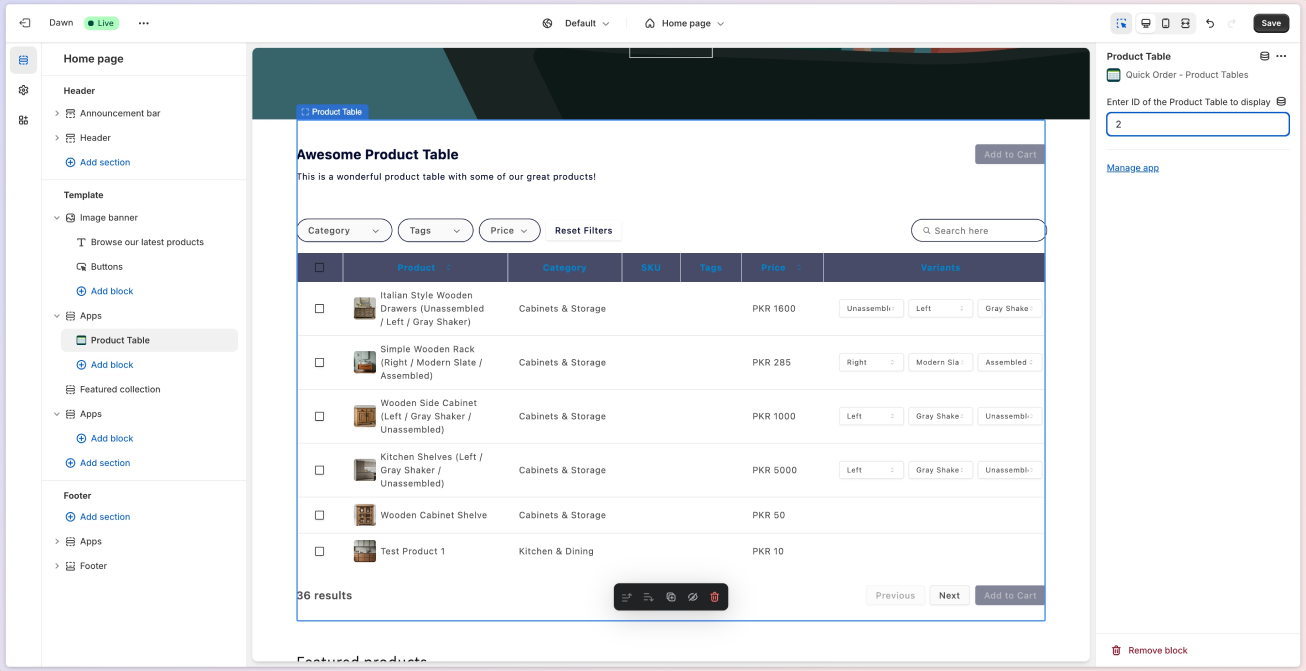 Dawn
Live
Default
Home page
Save
Home page
Header
Announcement bar
Header
Add section
Template
Image banner
Browse our latest products
Buttons
Add block
Apps
Product Table
Add block
Featured collection
Apps
Add block
Add section
Footer
Add section
Apps
Footer
Product Table
Awesome Product Table
Add to Cart
This is a wonderful product table with some of our great products!
Category
Tags
Price
Reset Filters
Search here
Product Category SKU Tags Price Variants
Italian Style Wooden
Drawers (Unassembled
/ Left / Gray Shaker)
Cabinets & Storage
PKR 1600
Unassembl
Left
Gray Shake
Simple Wooden Rack
(Right / Modern Slate /
Assembled)
Cabinets & Storage
PKR 285
Right
Modern Sla
Assembled
Wooden Side Cabinet
(Left / Gray Shaker /
Unassembled)
Cabinets & Storage
PKR 1000
Left
Gray Shake
Unassembl
Kitchen Shelves (Left /
Gray Shaker /
Unassembled)
Cabinets & Storage
PKR 5000
Left
Gray Shake
Unassembl
Wooden Cabinet Shelve
Cabinets & Storage
PKR 50
Test Product 1
Kitchen & Dining
PKR 10
36 results
Previous
Next
Add to Cart
Featured products
Product Table
Quick Order - Product Tables
Enter ID of the Product Table to display
2
Manage app
Remove block